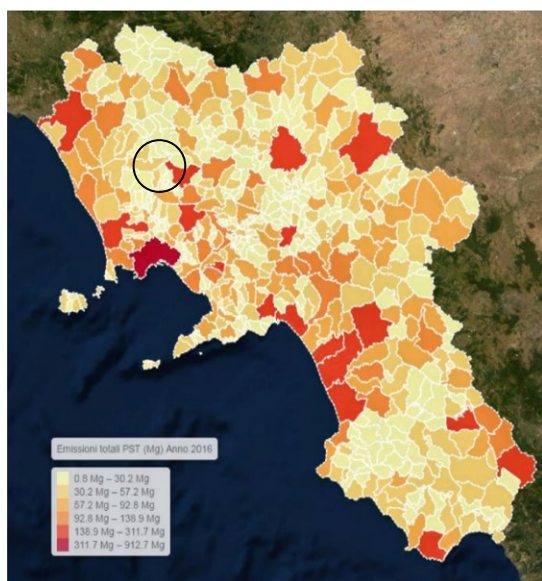 Emissioni totali PST (Mg) Anno 2016
0.8 Mg – 30.2 Mg
30.2 Mg – 57.2 Mg
57.2 Mg – 92.8 Mg
92.8 Mg – 138.9 Mg
138.9 Mg – 311.7 Mg
311.7 Mg – 912.7 Mg